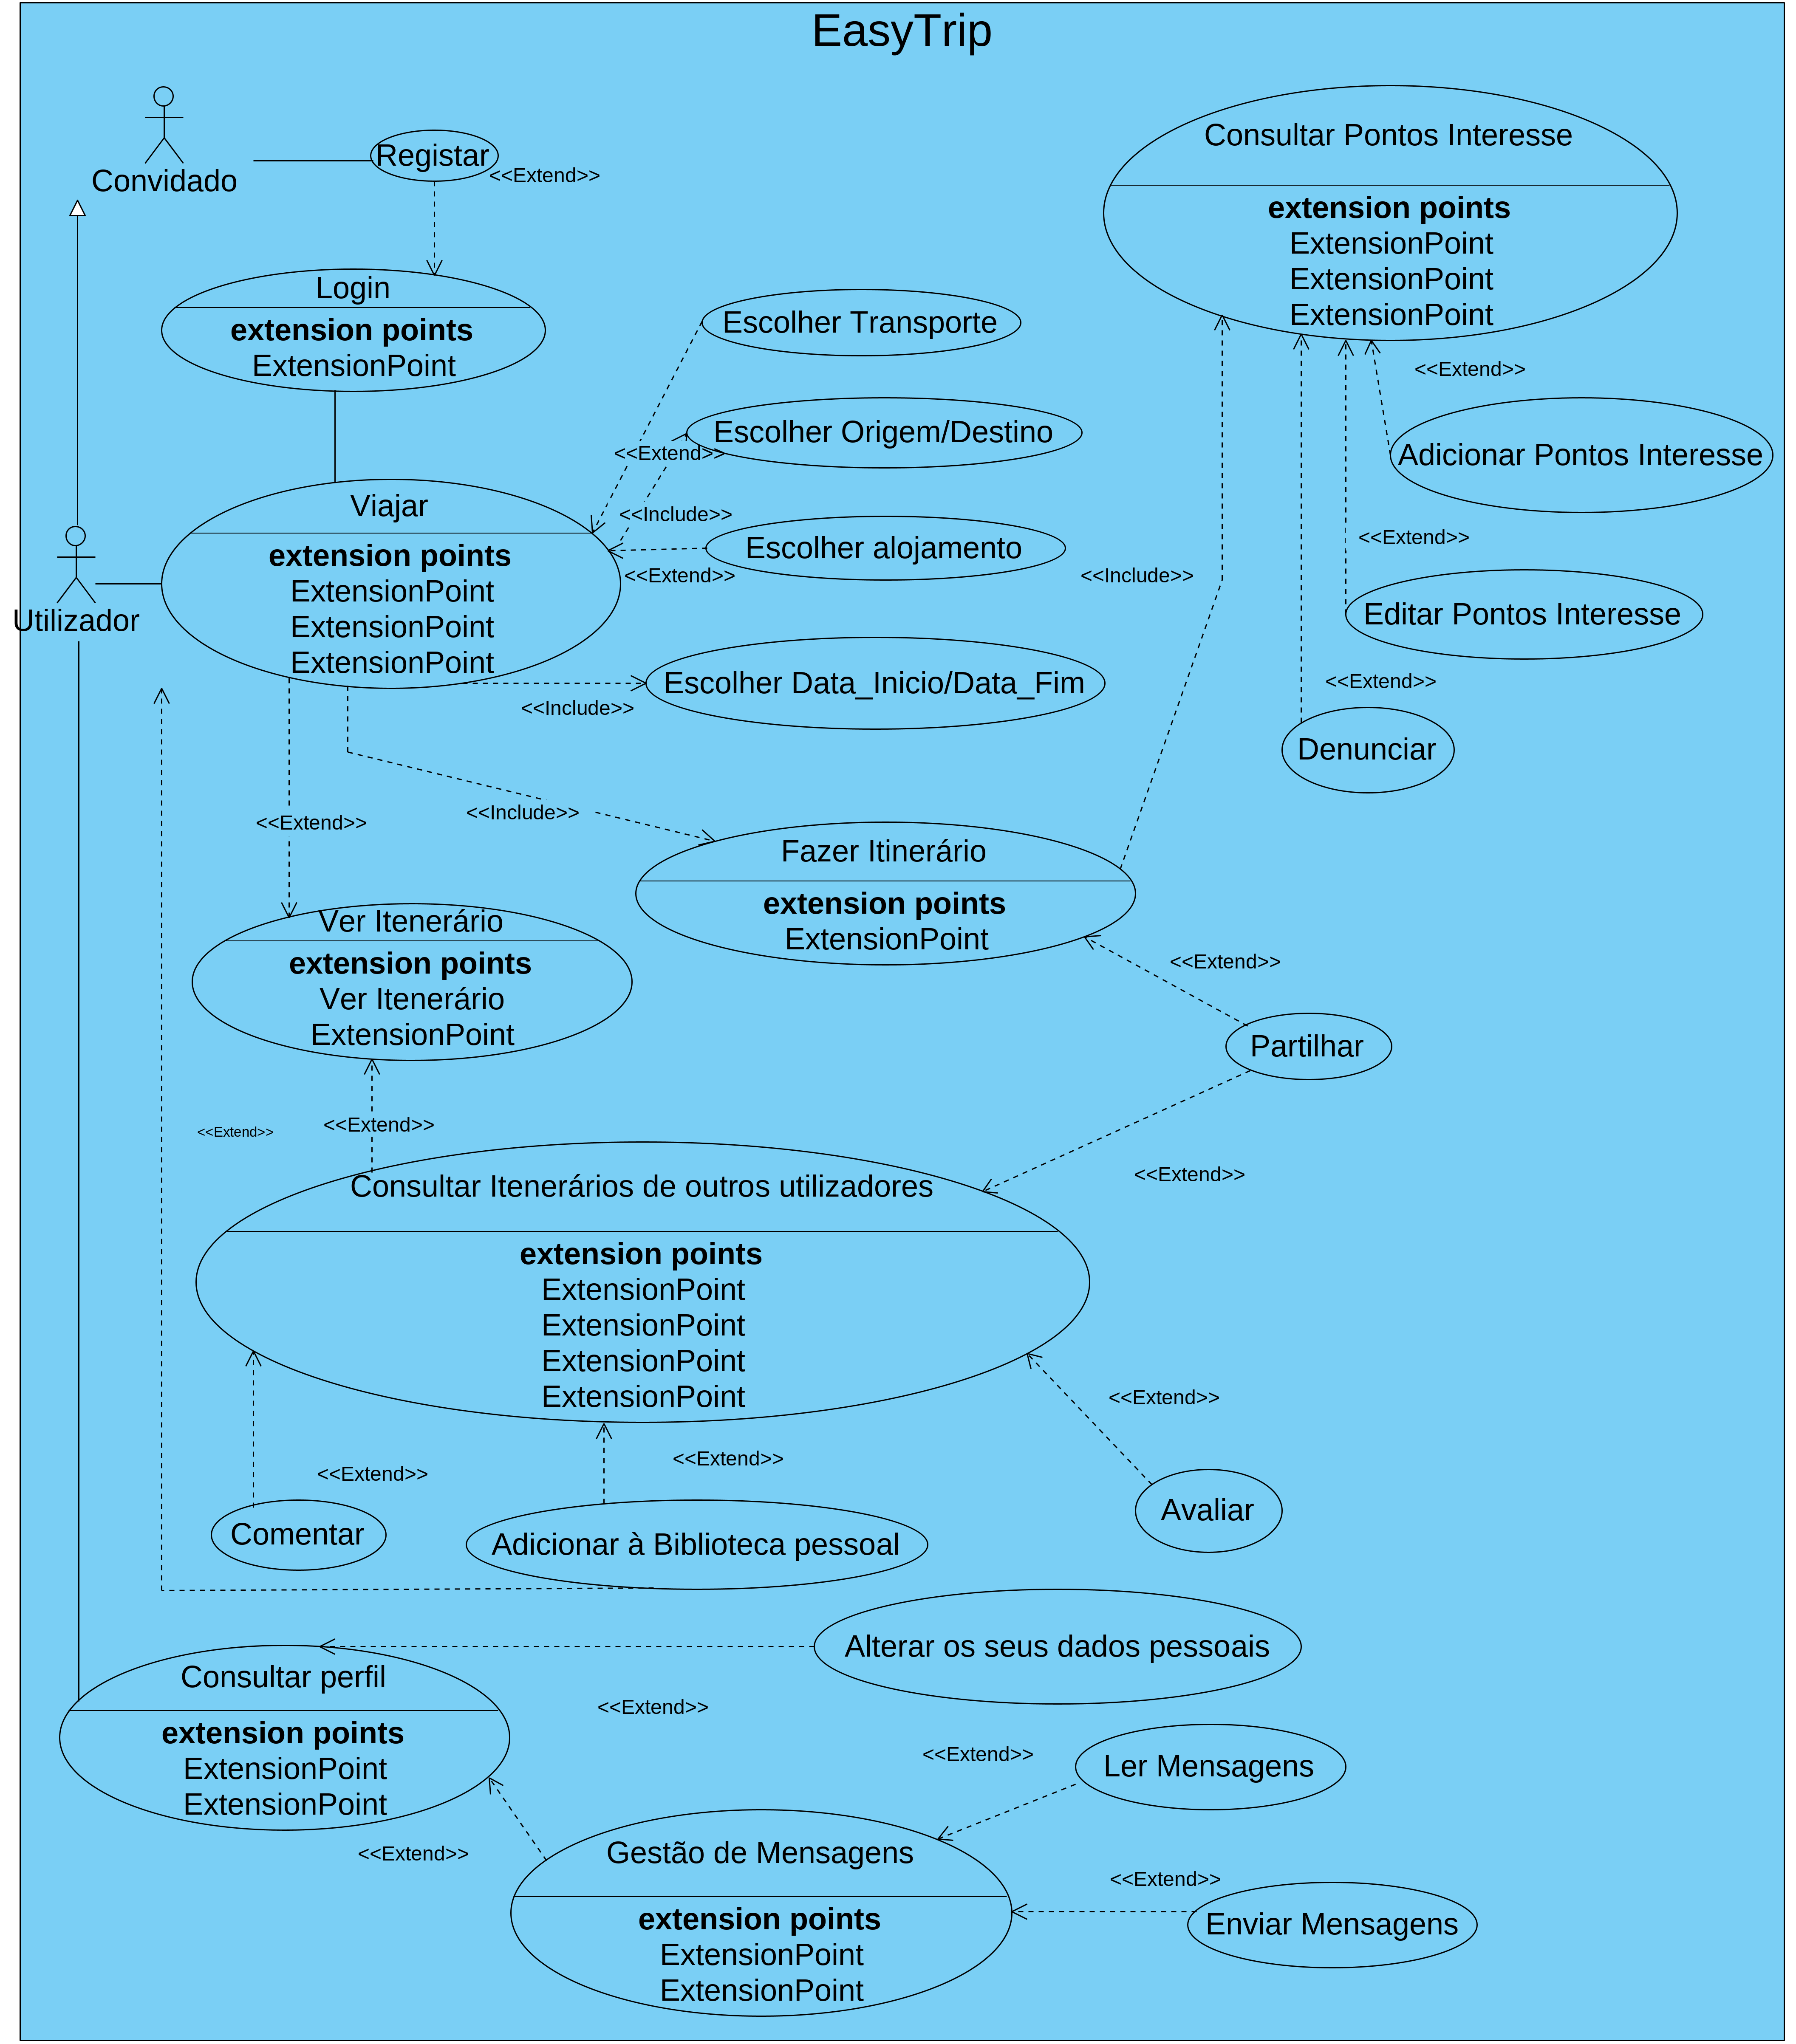 EasyTrip
Convidado
Registar
<<Extend>>
Consultar Pontos Interesse
extension points
ExtensionPoint
ExtensionPoint
ExtensionPoint
Login
extension points
ExtensionPoint
Escolher Transporte
<<Extend>>
Escolher Origem/Destino
<<Extend>>
Adicionar Pontos Interesse
Viajar
extension points
ExtensionPoint
ExtensionPoint
ExtensionPoint
<<Include>>
Escolher alojamento
<<Extend>>
<<Include>>
<<Extend>>
Utilizador
Editar Pontos Interesse
Escolher Data_Inicio/Data_Fim
<<Include>>
<<Extend>>
Denunciar
<<Extend>>
<<Include>>
Fazer Itinerário
extension points
ExtensionPoint
Ver Itenerário
extension points
Ver Itenerário
ExtensionPoint
<<Extend>>
Partilhar
<<Extend>>
<<Extend>>
<<Extend>>
Consultar Itenerários de outros utilizadores
extension points
ExtensionPoint
ExtensionPoint
ExtensionPoint
ExtensionPoint
<<Extend>>
<<Extend>>
<<Extend>>
Comentar
Adicionar à Biblioteca pessoal
Avaliar
Alterar os seus dados pessoais
Consultar perfil
extension points
ExtensionPoint
ExtensionPoint
<<Extend>>
<<Extend>>
Ler Mensagens
<<Extend>>
Gestão de Mensagens
extension points
ExtensionPoint
ExtensionPoint
<<Extend>>
Enviar Mensagens